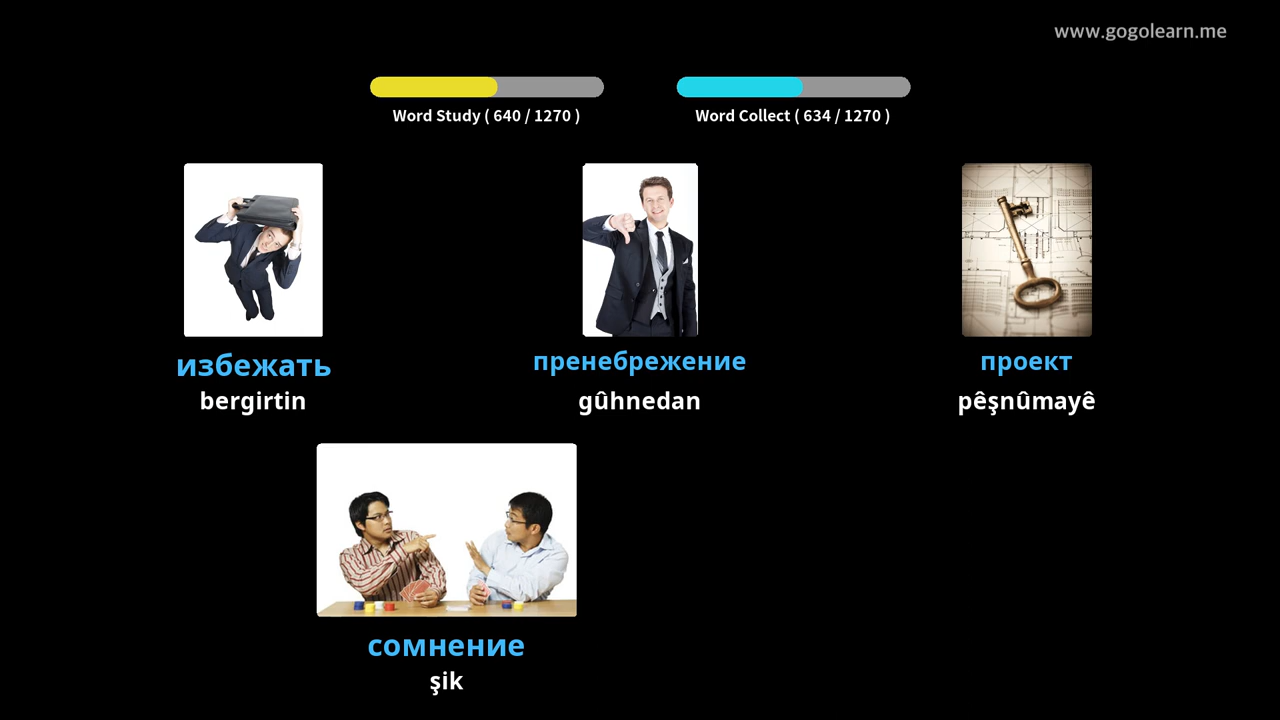 www.gogolearn.me
Word Study ( 640 / 1270 )
Word Collect ( 634 / 1270 )
избежать
bergirtin
пренебрежение
gûhnedan
проект
pêşnûmayê
сомнение
şik